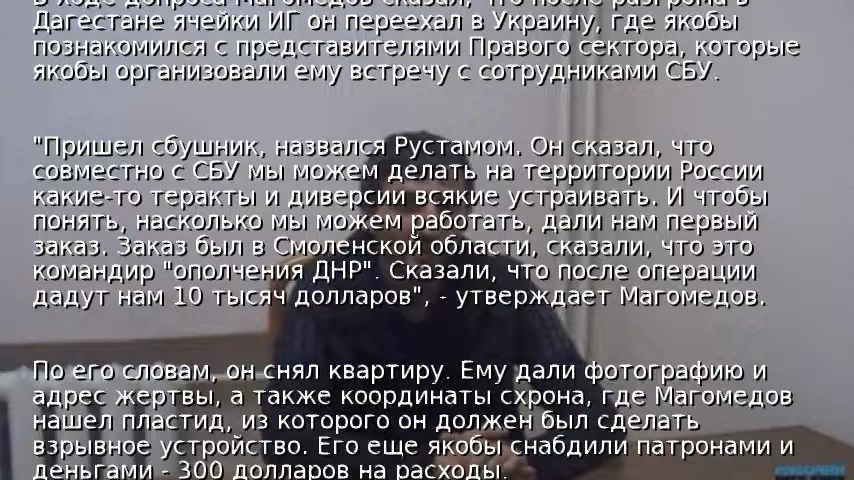 В ходе допроса Магомедов сказал, что после разгрома в
Дагестане ячейки ИГ он переехал в Украину, где якобы
познакомился с представителями Правого сектора, которые
якобы организовали ему встречу с сотрудниками СБУ.
"Пришел сбушник, назвался Рустамом. Он сказал, что
совместно с СБУ мы можем делать на территории России
какие-то теракты и диверсии всякие устраивать. И чтобы
понять, насколько мы можем работать, дали нам первый
заказ. Заказ был в Смоленской области, сказали, что это
командир "ополчения ДНР". Сказали, что после операции
дадут нам 10 тысяч долларов", - утверждает Магомедов.
По его словам, он снял квартиру. Ему дали фотографию и
адрес жертвы, а также координаты схрона, где Магомедов
нашел пластид, из которого он должен был сделать
взрывное устройство. Его еще якобы снабдили патронами и
деньгами - 300 долларов на расходы.